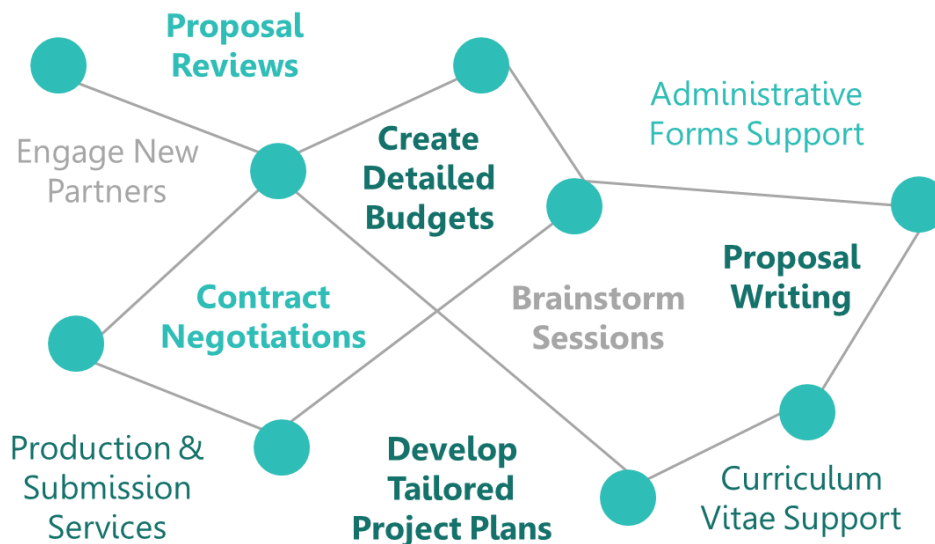 Proposal
Reviews
Administrative
Forms Support
Engage New
Partners
Create
Detailed
Budgets
Proposal
Writing
Contract
Negotiations
Brainstorm
Sessions
Production &
Submission
Services
Develop
Tailored
Project Plans
Curriculum
Vitae Support